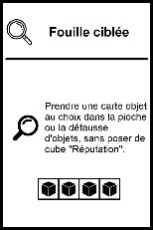 Fouille ciblée
Prendre une carte objet
au choix dans la pioche
ou la défausse
d'objets, sans poser de
cube "Réputation".